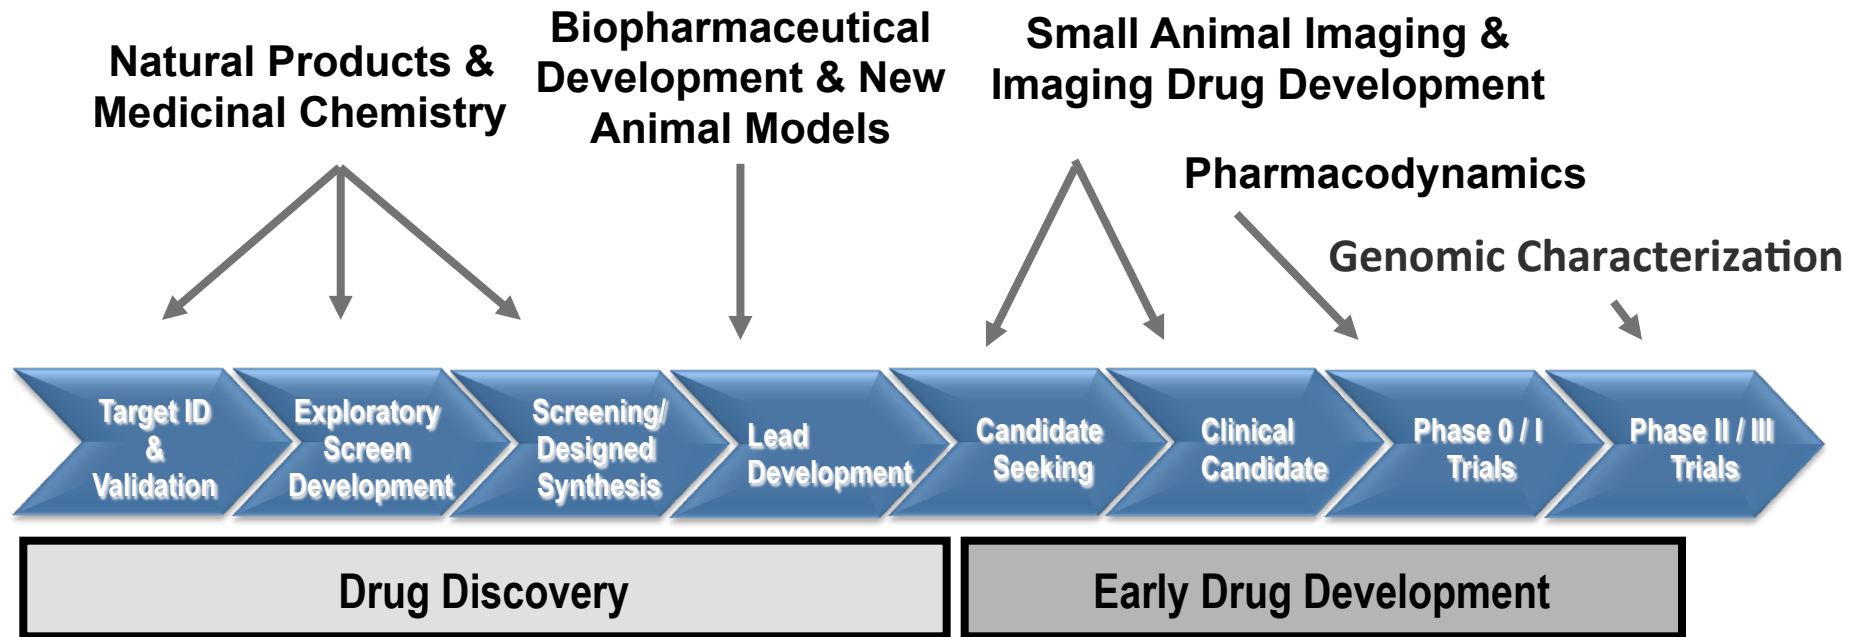 Natural Products &
Medicinal Chemistry
Biopharmaceutical
Development & New
Animal Models
Small Animal Imaging &
Imaging Drug Development
Pharmacodynamics
Genomic Characterization
Target ID
&
Validation
Exploratory
Screen
Development
Screening/
Designed
Synthesis
Lead
Development
Candidate
Seeking
Clinical
Candidate
Phase 0 / I
Trials
Phase II / III
Trials
Drug Discovery
Early Drug Development